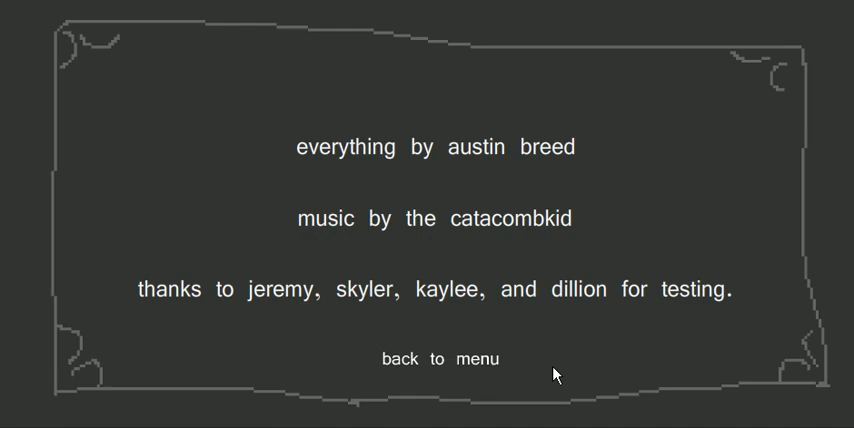 everything by austin breed
music by the catacombkid
thanks to jeremy, skyler, kaylee, and dillion for testing.
back to menu